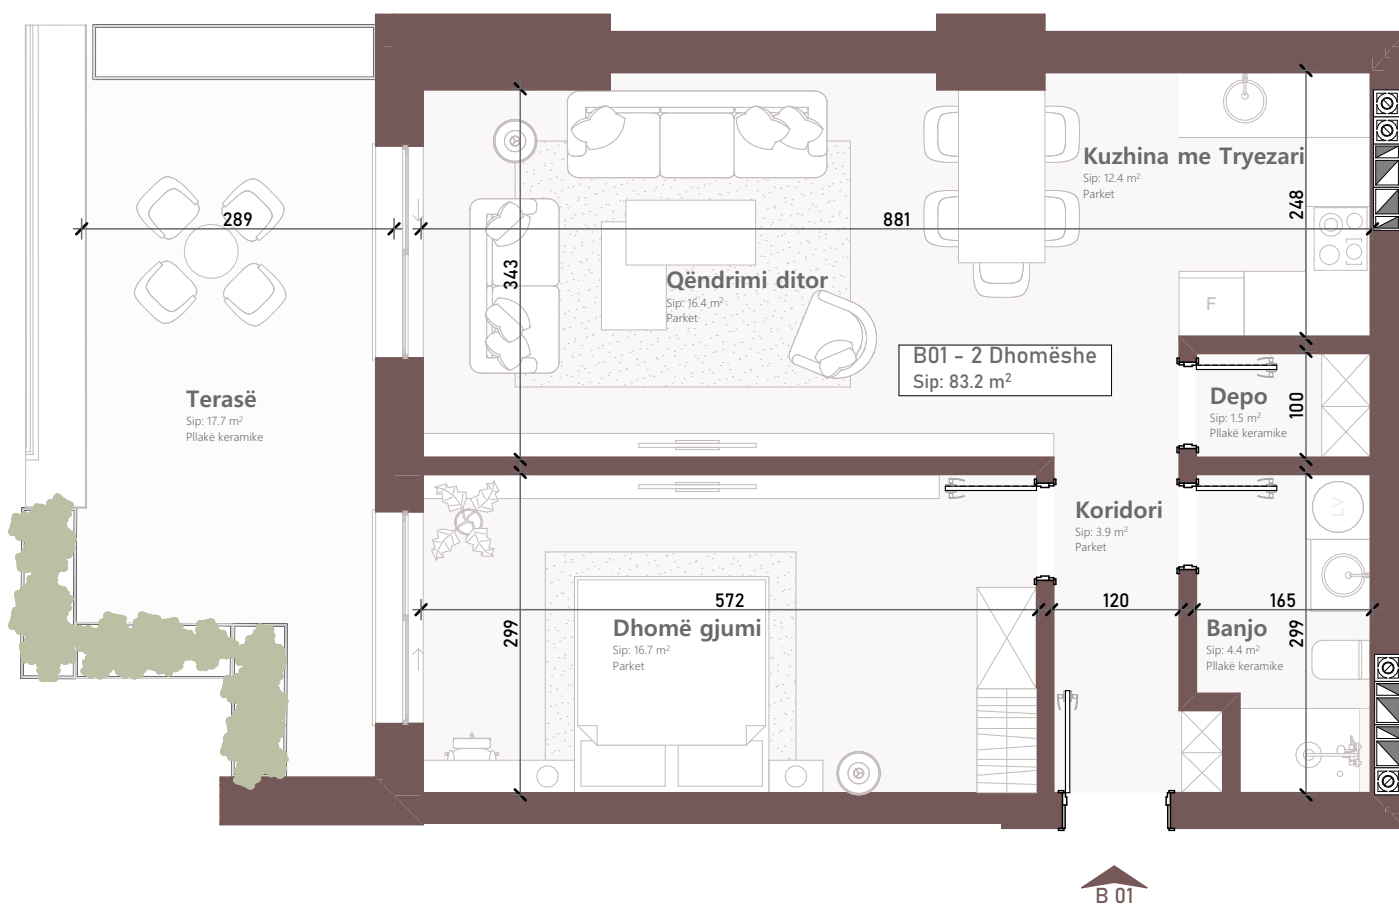 Kuzhina me Tryezari
Sip: 12.4 m²
Parket
248
289
881
343
Qëndrimi ditor
Sip: 16.4 m²
Parket
F
B01 - 2 Dhomëshe
Sip: 83.2 m²
Terasë
Sip: 17.7 m²
Pllakë keramike
Depo
Sip: 1.5 m²
Pllakë keramike
100
Koridori
Sip: 3.9 m²
Parket
LV
572
120
165
299
299
Dhomë gjumi
Sip: 16.7 m²
Parket
Banjo
Sip: 4.4 m²
Pllakë keramike
B 01